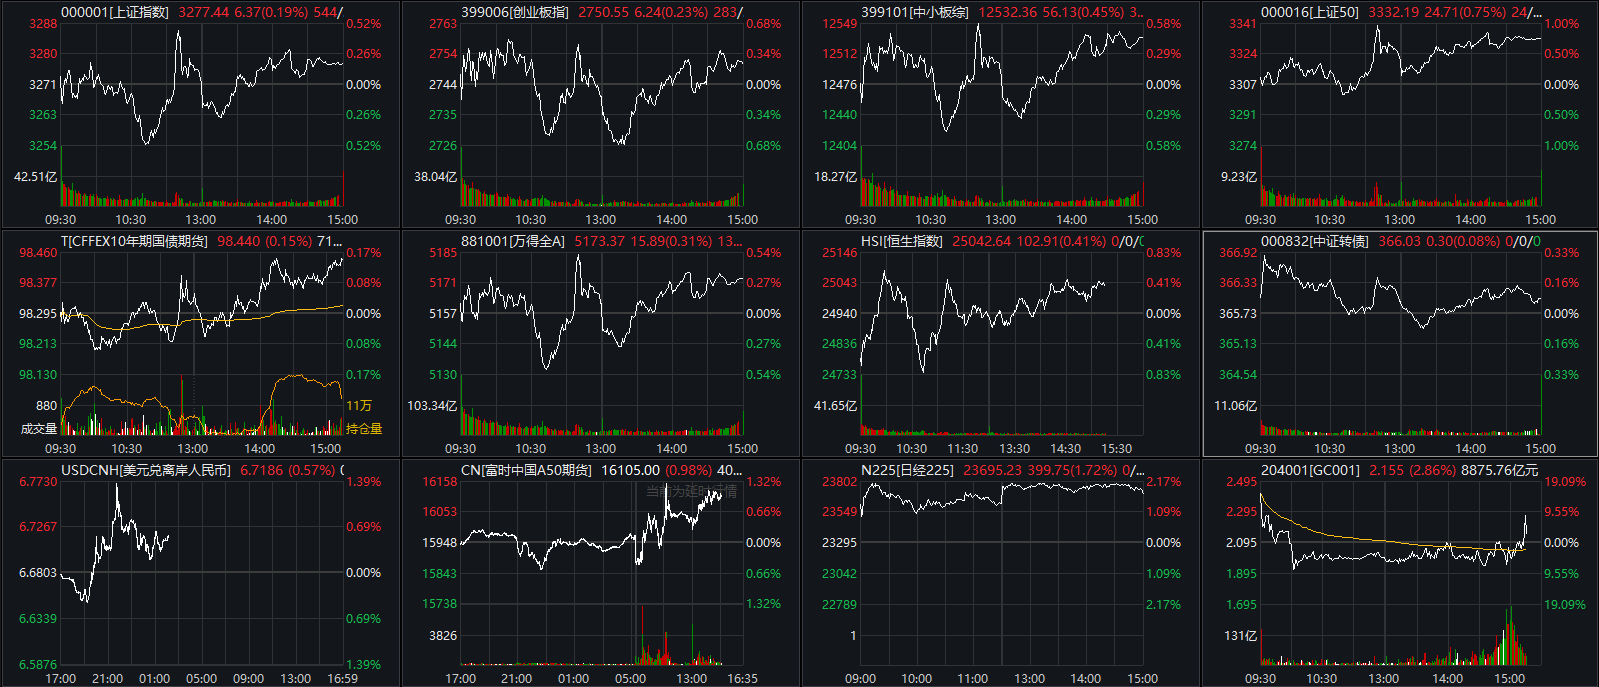 000001[上证指数] 3277.44 6.37(0.19%) 544/
3288 0.52%
3280 0.26%
3271 0.00%
3263 0.26%
3254 0.52%
42.51亿
09:30 10:30 13:00 14:00 15:00
399006[创业板指] 2750.55 6.24(0.23%) 283/
2763 0.68%
2754 0.34%
2744 0.00%
2735 0.34%
2726 0.68%
38.04亿
09:30 10:30 13:00 14:00 15:00
399101[中小板综] 12532.36 56.13(0.45%) 3...
12549 0.58%
12512 0.29%
12476 0.00%
12440 0.29%
12404 0.58%
18.27亿
09:30 10:30 13:00 14:00 15:00
000016[上证50] 3332.19 24.71(0.75%) 24/...
3341 1.00%
3324 0.50%
3307 0.00%
3291 0.50%
3274 1.00%
9.23亿
09:30 10:30 13:00 14:00 15:00
T[CFFEX10年期国债期货] 98.440 (0.15%) 71...
98.460 0.17%
98.377 0.08%
98.295 0.00%
98.213 0.08%
98.130 0.17%
880 11万
成交量 持仓量
09:30 10:30 13:00 14:00 15:00
881001[万得全A] 5173.37 15.89(0.31%) 13...
5185 0.54%
5171 0.27%
5157 0.00%
5144 0.27%
5130 0.54%
103.34亿
09:30 10:30 13:00 14:00 15:00
HSI[恒生指数] 25042.64 102.91(0.41%) 0/0/0
25146 0.83%
25043 0.41%
24940 0.00%
24836 0.41%
24733 0.83%
41.65亿
09:30 10:30 11:30 13:30 14:30 15:30
000832[中证转债] 366.03 0.30(0.08%) 0/0/0
366.92 0.33%
366.33 0.16%
365.73 0.00%
365.13 0.16%
364.54 0.33%
11.06亿
09:30 10:30 13:00 14:00 15:00
USDCNH[美元兑离岸人民币] 6.7186 (0.57%) 0
6.7730 1.39%
6.7267 0.69%
6.6803 0.00%
6.6339 0.69%
6.5876 1.39%
17:00 21:00 01:00 05:00 09:00 13:00 16:59
CN[富时中国A50期货] 16105.00 (0.98%) 40...
当前为延时行情
16158 1.32%
16053 0.66%
15948 0.00%
15843 0.66%
15738 1.32%
3826
17:00 21:00 01:00 05:00 13:00 16:35
N225[日经225] 23695.23 399.75(1.72%) 0/...
23802 2.17%
23549 1.09%
23295 0.00%
23042 1.09%
22789 2.17%
1
09:00 10:00 11:00 13:00 14:00 15:00
204001[GC001] 2.155 (2.86%) 8875.76亿元
2.495 19.09%
2.295 9.55%
2.095 0.00%
1.895 9.55%
1.695 19.09%
131亿
09:30 10:30 13:00 14:00 15:00